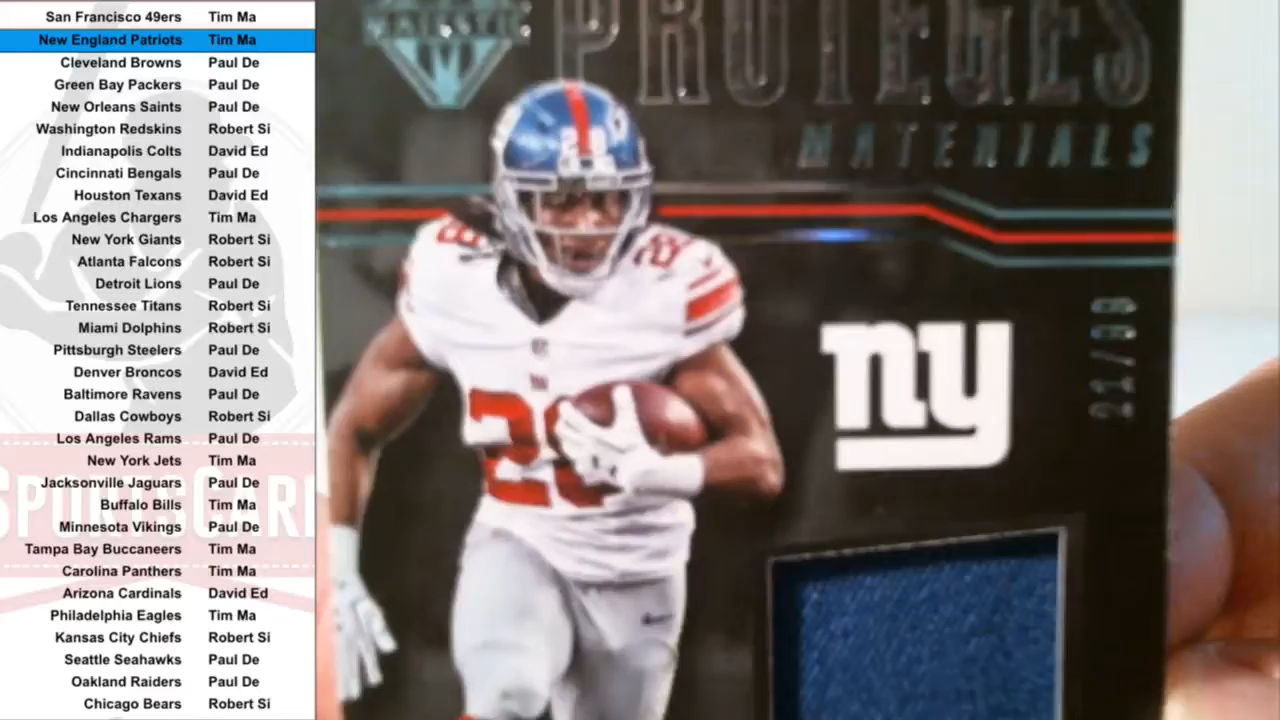 San Francisco 49ers Tim Ma
New England Patriots Tim Ma
Cleveland Browns Paul De
Green Bay Packers Paul De
New Orleans Saints Paul De
Washington Redskins Robert Si
Indianapolis Colts David Ed
Cincinnati Bengals Paul De
Houston Texans David Ed
Los Angeles Chargers Tim Ma
New York Giants Robert Si
Atlanta Falcons Robert Si
Detroit Lions Paul De
Tennessee Titans Robert Si
Miami Dolphins Robert Si
Pittsburgh Steelers Paul De
Denver Broncos David Ed
Baltimore Ravens Paul De
Dallas Cowboys Robert Si
Los Angeles Rams Paul De
New York Jets Tim Ma
Jacksonville Jaguars Paul De
Buffalo Bills Tim Ma
Minnesota Vikings Paul De
Tampa Bay Buccaneers Tim Ma
Carolina Panthers Tim Ma
Arizona Cardinals David Ed
Philadelphia Eagles Tim Ma
Kansas City Chiefs Robert Si
Seattle Seahawks Paul De
Oakland Raiders Paul De
Chicago Bears Robert Si
MAJESTIC
PROTEGES
MATERIALS
28
28
ny